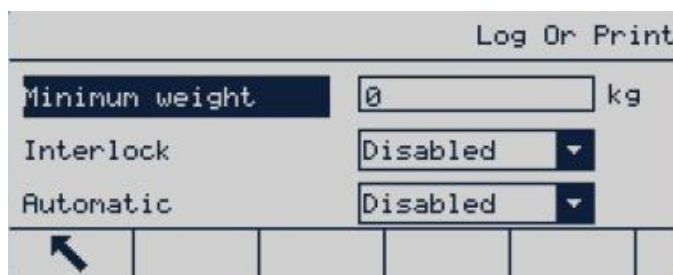 Log Or Print
Minimum weight 0 kg
Interlock Disabled
Automatic Disabled